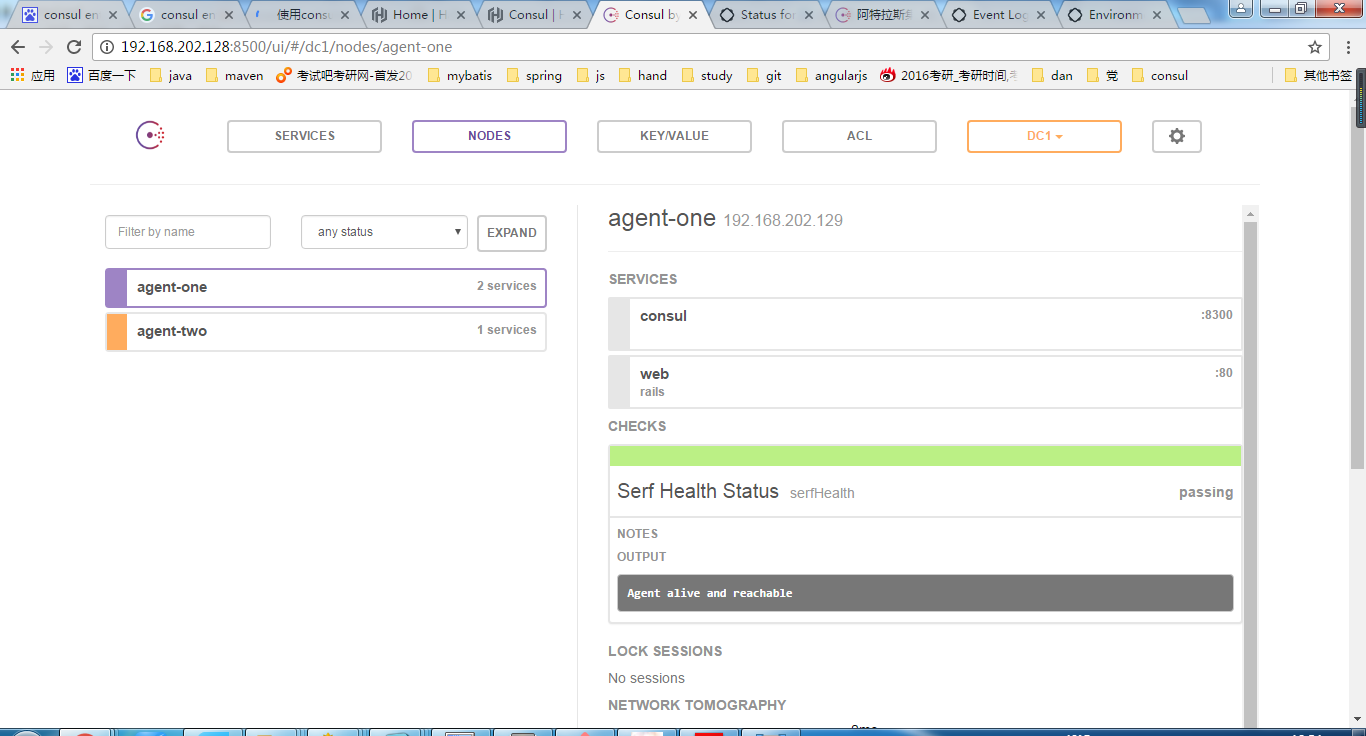 consul en
consul en
使用consu
Home | H
Consul | H
Consul by
Status for
阿特拉斯集
Event Log
Environm
192.168.202.128:8500/ui/#/dc1/nodes/agent-one
应用 百度一下 java maven 考试吧考研网-首发20 mybatis spring js hand study git angularjs 2016考研_考研时间,考 dan 党 consul 其他书签
SERVICES NODES KEY/VALUE ACL DC1
Filter by name any status EXPAND
agent-one 2 services
agent-two 1 services
agent-one 192.168.202.129
SERVICES
consul :8300
web :80
rails
CHECKS
Serf Health Status serfHealth passing
NOTES
OUTPUT
Agent alive and reachable
LOCK SESSIONS
No sessions
NETWORK TOMOGRAPHY